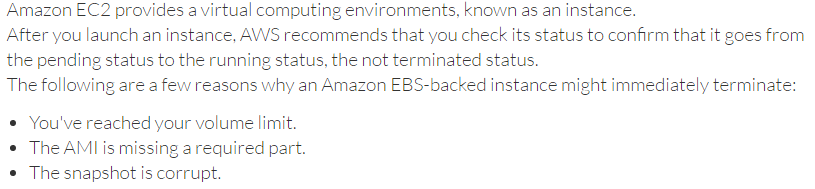 Amazon EC2 provides a virtual computing environments, known as an instance.
After you launch an instance, AWS recommends that you check its status to confirm that it goes from
the pending status to the running status, the not terminated status.
The following are a few reasons why an Amazon EBS-backed instance might immediately terminate:
• You've reached your volume limit.
• The AMI is missing a required part.
• The snapshot is corrupt.